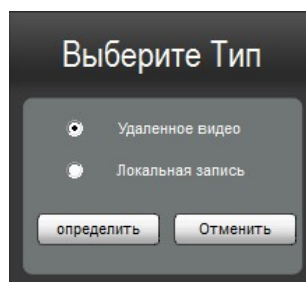 Выберите Тип
Удаленное видео
Локальная запись
определить
Отменить